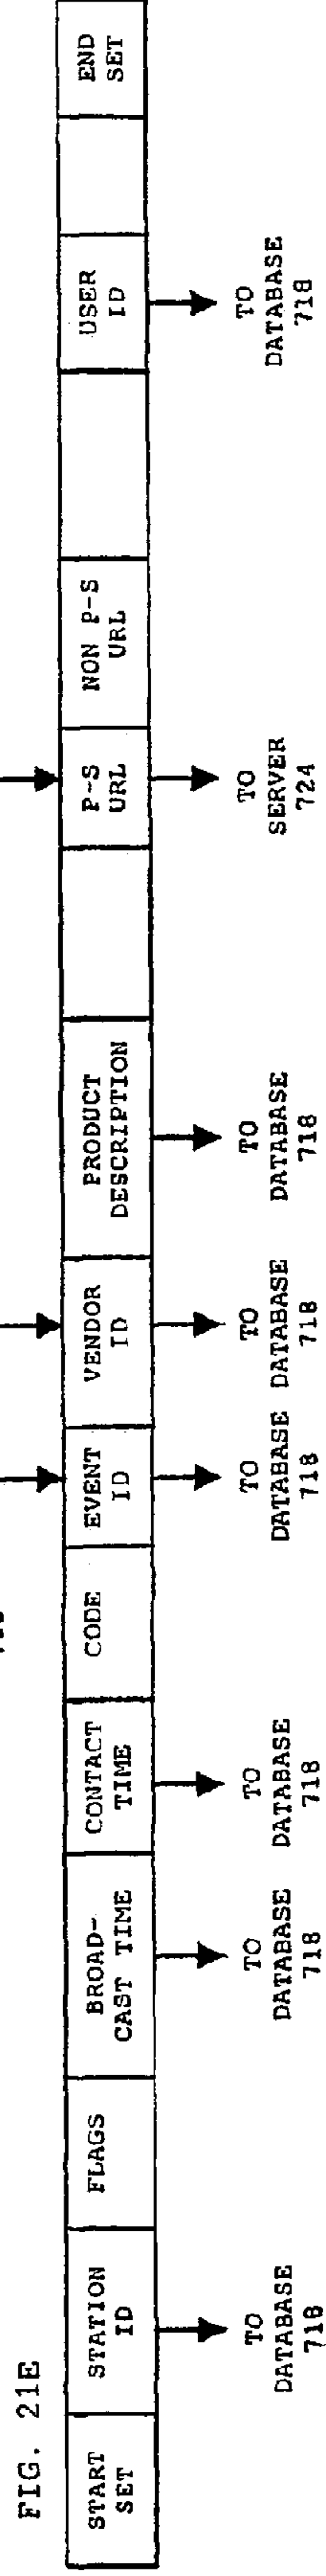 FIG. 21E
START
SET
STATION
ID
FLAGS
BROAD-
CAST TIME
CONTACT
TIME
CODE
EVENT
ID
VENDOR
ID
PRODUCT
DESCRIPTION
P-S
URL
NON P-S
URL
USER
ID
END
SET
TO
DATABASE
718
TO
DATABASE
718
TO
DATABASE
718
TO
DATABASE
718
TO
DATABASE
718
TO
DATABASE
718
TO
SERVER
724
TO
DATABASE
718